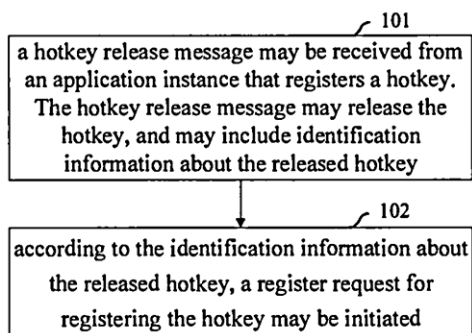 101
a hotkey release message may be received from
an application instance that registers a hotkey.
The hotkey release message may release the
hotkey, and may include identification
information about the released hotkey
102
according to the identification information about
the released hotkey, a register request for
registering the hotkey may be initiated